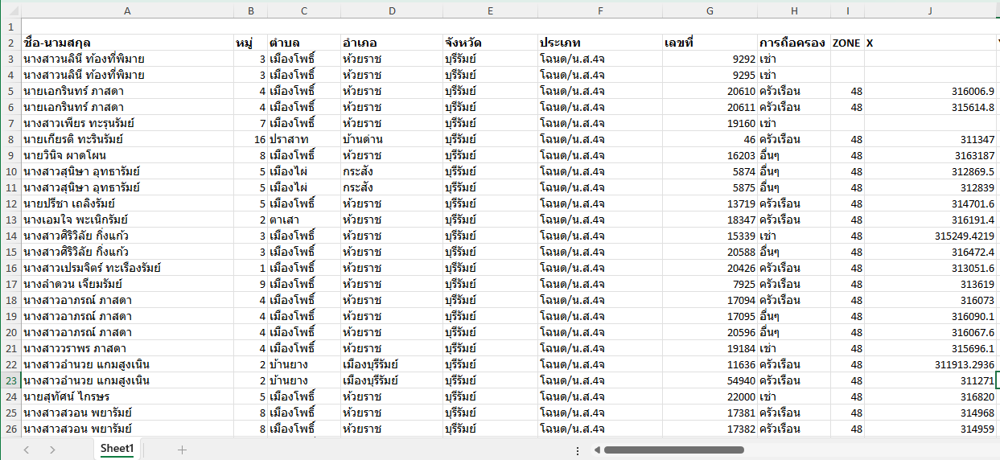 A B C D E F G H I J
1
2 ชื่อ-นามสกุล หมู่ ตำบล อำเภอ จังหวัด ประเภท เลขที่ การถือครอง ZONE X
3 นางสาวนลินี ท้องที่พิมาย 3 เมืองโพธิ์ ห้วยราช บุรีรัมย์ โฉนด/น.ส.4จ 9292 เช่า
4 นางสาวนลินี ท้องที่พิมาย 3 เมืองโพธิ์ ห้วยราช บุรีรัมย์ โฉนด/น.ส.4จ 9295 เช่า
5 นายเอกรินทร์ ภาสดา 4 เมืองโพธิ์ ห้วยราช บุรีรัมย์ โฉนด/น.ส.4จ 20610 ครัวเรือน 48 316006.9
6 นายเอกรินทร์ ภาสดา 4 เมืองโพธิ์ ห้วยราช บุรีรัมย์ โฉนด/น.ส.4จ 20611 ครัวเรือน 48 315614.8
7 นางสาวเพียร ทะรุนรัมย์ 7 เมืองโพธิ์ ห้วยราช บุรีรัมย์ โฉนด/น.ส.4จ 19160 เช่า
8 นายเกียรติ ทะรินรัมย์ 16 ปราสาท บ้านด่าน บุรีรัมย์ โฉนด/น.ส.4จ 46 ครัวเรือน 48 311347
9 นายวินิจ ผาดโผน 8 เมืองโพธิ์ ห้วยราช บุรีรัมย์ โฉนด/น.ส.4จ 16203 อื่นๆ 48 3163187
10 นางสาวสุนิษา อุทธารัมย์ 5 เมืองไผ่ กระสัง บุรีรัมย์ โฉนด/น.ส.4จ 5874 อื่นๆ 48 312869.5
11 นางสาวสุนิษา อุทธารัมย์ 5 เมืองไผ่ กระสัง บุรีรัมย์ โฉนด/น.ส.4จ 5875 อื่นๆ 48 312839
12 นายปรีชา เถลิงรัมย์ 5 เมืองโพธิ์ ห้วยราช บุรีรัมย์ โฉนด/น.ส.4จ 13719 ครัวเรือน 48 314701.6
13 นางเอมใจ พะเนิกรัมย์ 2 ตาเสา ห้วยราช บุรีรัมย์ โฉนด/น.ส.4จ 18347 ครัวเรือน 48 316191.4
14 นางสาวศิริวิลัย กิ่งแก้ว 3 เมืองโพธิ์ ห้วยราช บุรีรัมย์ โฉนด/น.ส.4จ 15339 เช่า 48 315249.4219
15 นางสาวศิริวิลัย กิ่งแก้ว 3 เมืองโพธิ์ ห้วยราช บุรีรัมย์ โฉนด/น.ส.4จ 20588 อื่นๆ 48 316472.4
16 นางสาวเปรมจิตร์ ทะเรืองรัมย์ 1 เมืองโพธิ์ ห้วยราช บุรีรัมย์ โฉนด/น.ส.4จ 20426 ครัวเรือน 48 313051.6
17 นางลำดวน เจียมรัมย์ 9 เมืองโพธิ์ ห้วยราช บุรีรัมย์ โฉนด/น.ส.4จ 7925 ครัวเรือน 48 313619
18 นางสาวอาภรณ์ ภาสดา 4 เมืองโพธิ์ ห้วยราช บุรีรัมย์ โฉนด/น.ส.4จ 17094 ครัวเรือน 48 316073
19 นางสาวอาภรณ์ ภาสดา 4 เมืองโพธิ์ ห้วยราช บุรีรัมย์ โฉนด/น.ส.4จ 17095 อื่นๆ 48 316090.1
20 นางสาวอาภรณ์ ภาสดา 4 เมืองโพธิ์ ห้วยราช บุรีรัมย์ โฉนด/น.ส.4จ 20596 อื่นๆ 48 316067.6
21 นางสาววราพร ภาสดา 4 เมืองโพธิ์ ห้วยราช บุรีรัมย์ โฉนด/น.ส.4จ 19184 เช่า 48 315696.1
22 นางสาวอำนวย แกมสูงเนิน 2 บ้านยาง เมืองบุรีรัมย์ บุรีรัมย์ โฉนด/น.ส.4จ 11636 ครัวเรือน 48 311913.2936
23 นางสาวอำนวย แกมสูงเนิน 2 บ้านยาง เมืองบุรีรัมย์ บุรีรัมย์ โฉนด/น.ส.4จ 54940 ครัวเรือน 48 311271
24 นายสุทัศน์ ไกรษร 5 เมืองโพธิ์ ห้วยราช บุรีรัมย์ โฉนด/น.ส.4จ 22000 เช่า 48 316820
25 นางสาวสวอน พยารัมย์ 8 เมืองโพธิ์ ห้วยราช บุรีรัมย์ โฉนด/น.ส.4จ 17381 ครัวเรือน 48 314968
26 นางสาวสวอน พยารัมย์ 8 เมืองโพธิ์ ห้วยราช บุรีรัมย์ โฉนด/น.ส.4จ 17382 ครัวเรือน 48 314959
Sheet1